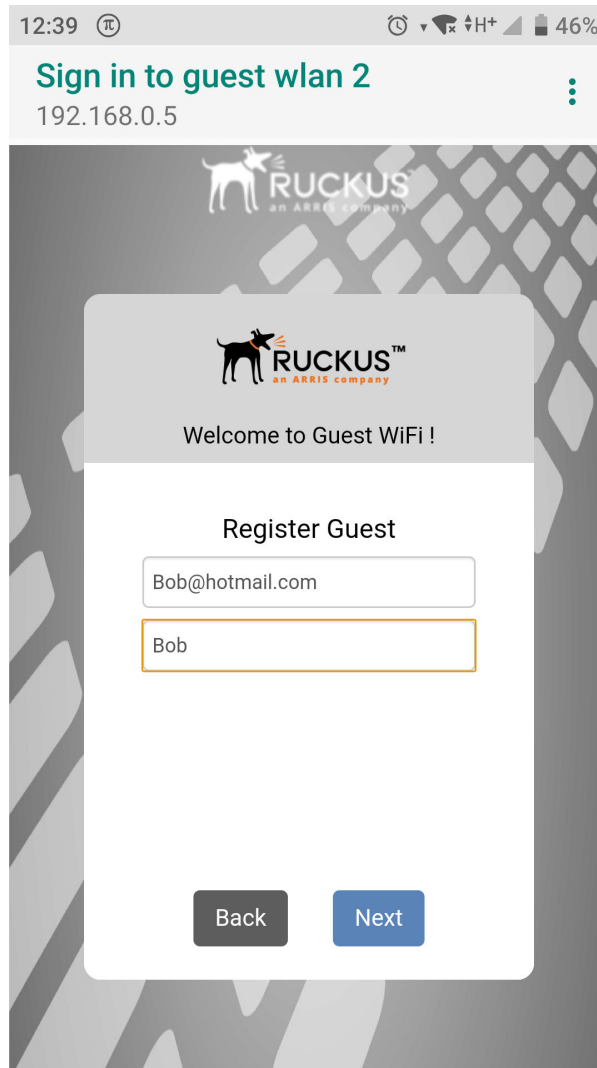 12:39 π H+ 46%
Sign in to guest wlan 2
192.168.0.5
RUCKUS
an ARRIS company
RUCKUS™
an ARRIS company
Welcome to Guest WiFi !
Register Guest
Bob@hotmail.com
Bob
Back Next